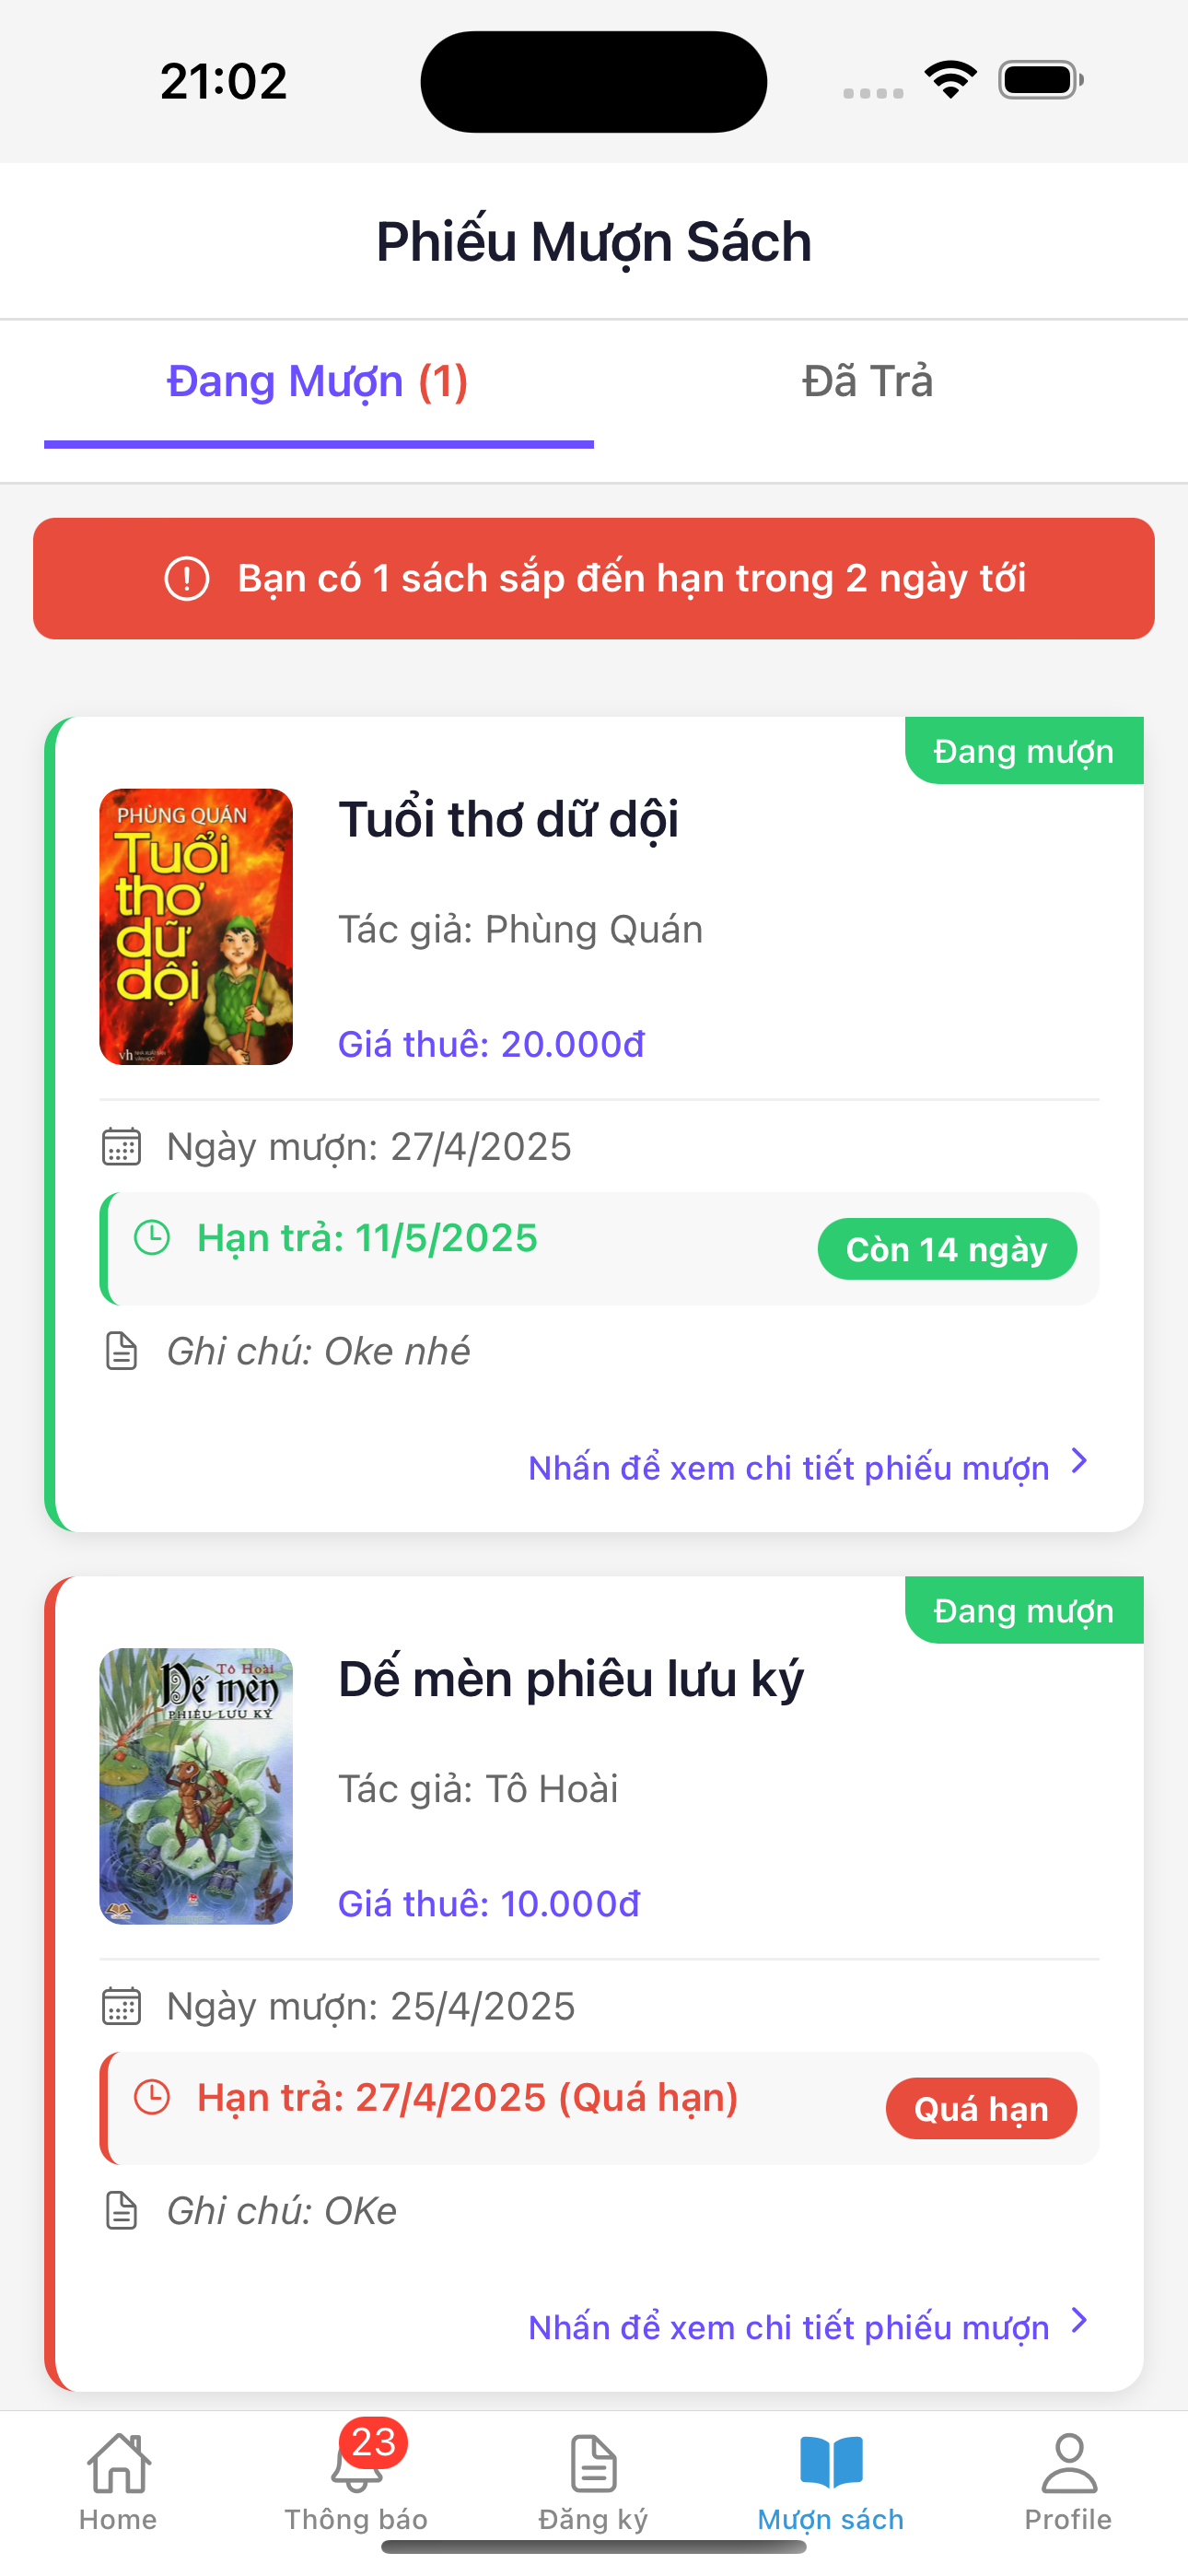 21:02
Phiếu Mượn Sách
Đang Mượn (1)
Đã Trả
Bạn có 1 sách sắp đến hạn trong 2 ngày tới
Đang mượn
PHÙNG QUÁN
Tuổi
thơ
dữ
dội
vh
Tuổi thơ dữ dội
Tác giả: Phùng Quán
Giá thuê: 20.000đ
Ngày mượn: 27/4/2025
Hạn trả: 11/5/2025
Còn 14 ngày
Ghi chú: Oke nhé
Nhấn để xem chi tiết phiếu mượn
Đang mượn
Tô Hoài
Dế mèn
PHIÊU LƯU KÝ
Dế mèn phiêu lưu ký
Tác giả: Tô Hoài
Giá thuê: 10.000đ
Ngày mượn: 25/4/2025
Hạn trả: 27/4/2025 (Quá hạn)
Quá hạn
Ghi chú: OKe
Nhấn để xem chi tiết phiếu mượn
23
Home
Thông báo
Đăng ký
Mượn sách
Profile